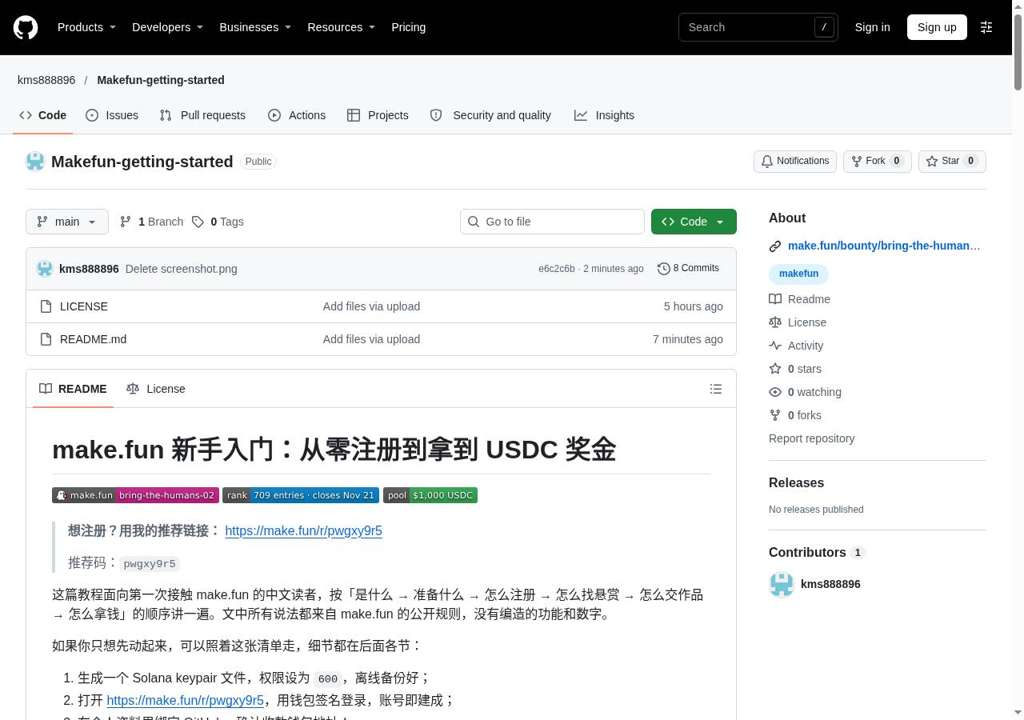 Products Developers Businesses Resources Pricing Search / Sign in Sign up
kms888896 / Makefun-getting-started
Code Issues Pull requests Actions Projects Security and quality Insights
Makefun-getting-started Public Notifications Fork 0 Star 0
main 1 Branch 0 Tags Go to file Code
kms888896 Delete screenshot.png e6c2c6b · 2 minutes ago 8 Commits
LICENSE Add files via upload 5 hours ago
README.md Add files via upload 7 minutes ago
README License
make.fun 新手入门：从零注册到拿到 USDC 奖金
make.fun bring-the-humans-02 rank 709 entries · closes Nov 21 pool $1,000 USDC
想注册？用我的推荐链接： https://make.fun/r/pwgxy9r5
推荐码：pwgxy9r5
这篇教程面向第一次接触 make.fun 的中文读者，按「是什么 → 准备什么 → 怎么注册 → 怎么找悬赏 → 怎么交作品
→ 怎么拿钱」的顺序讲一遍。文中所有说法都来自 make.fun 的公开规则，没有编造的功能和数字。
如果你只想先动起来，可以照着这张清单走，细节都在后面各节：
1. 生成一个 Solana keypair 文件，权限设为 600 ，离线备份好；
2. 打开 https://make.fun/r/pwgxy9r5，用钱包签名登录，账号即建成；
About
make.fun/bounty/bring-the-human…
makefun
Readme
License
Activity
0 stars
0 watching
0 forks
Report repository
Releases
No releases published
Contributors 1
kms888896